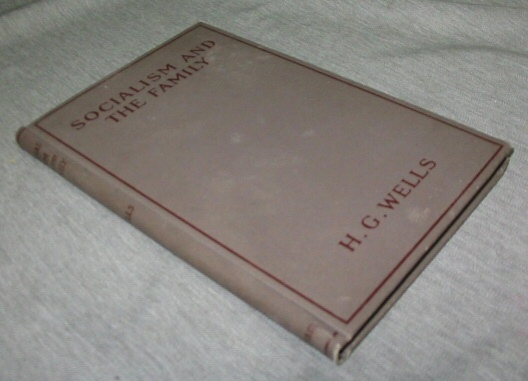 SOCIALISM AND
THE FAMILY
H. G. WELLS